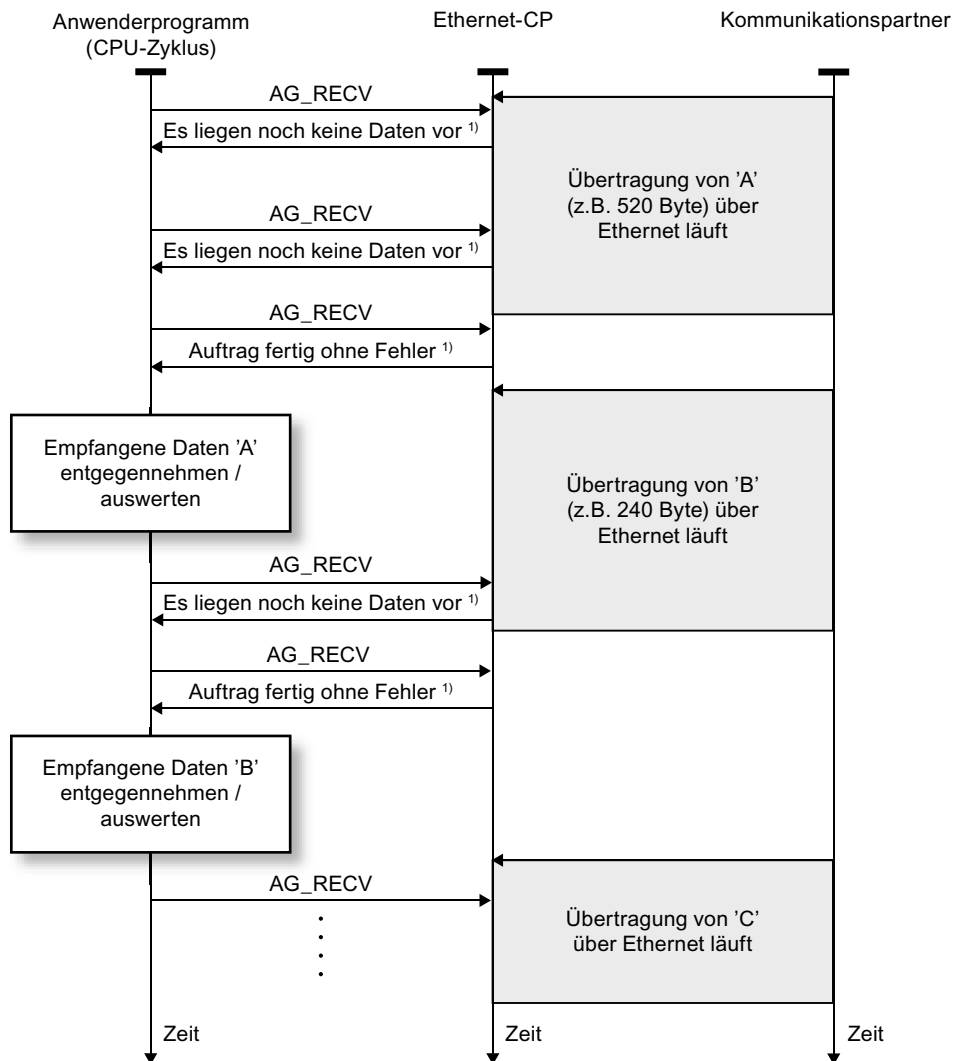 Anwenderprogramm
(CPU-Zyklus)
Ethernet-CP
Kommunikationspartner
AG_RECV
Es liegen noch keine Daten vor 1)
AG_RECV
Es liegen noch keine Daten vor 1)
Übertragung von ’A’
(z.B. 520 Byte) über
Ethernet läuft
AG_RECV
Auftrag fertig ohne Fehler 1)
Empfangene Daten ’A’
entgegennehmen /
auswerten
Übertragung von ’B’
(z.B. 240 Byte) über
Ethernet läuft
AG_RECV
Es liegen noch keine Daten vor 1)
AG_RECV
Auftrag fertig ohne Fehler 1)
Empfangene Daten ’B’
entgegennehmen /
auswerten
AG_RECV
Übertragung von ’C’
über Ethernet läuft
Zeit
Zeit
Zeit